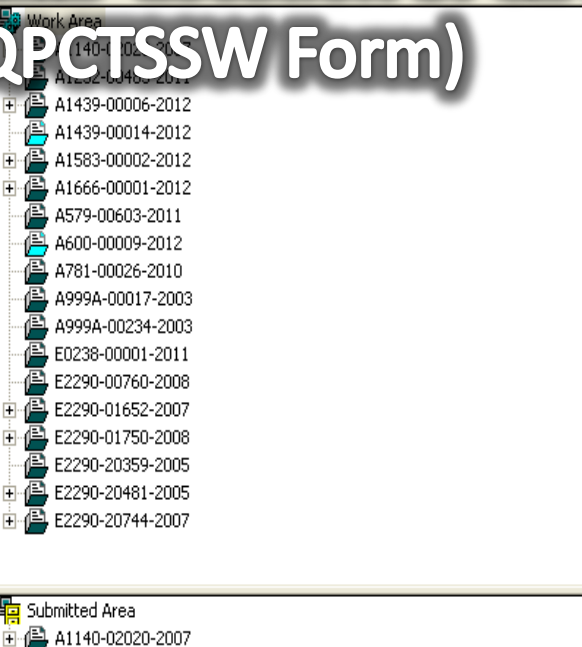 Work Area
QPCTSSW Form)
A1439-00006-2012
A1439-00014-2012
A1583-00002-2012
A1666-00001-2012
A579-00603-2011
A600-00009-2012
A781-00026-2010
A999A-00017-2003
A999A-00234-2003
E0238-00001-2011
E2290-00760-2008
E2290-01652-2007
E2290-01750-2008
E2290-20359-2005
E2290-20481-2005
E2290-20744-2007
Submitted Area
A1140-02020-2007